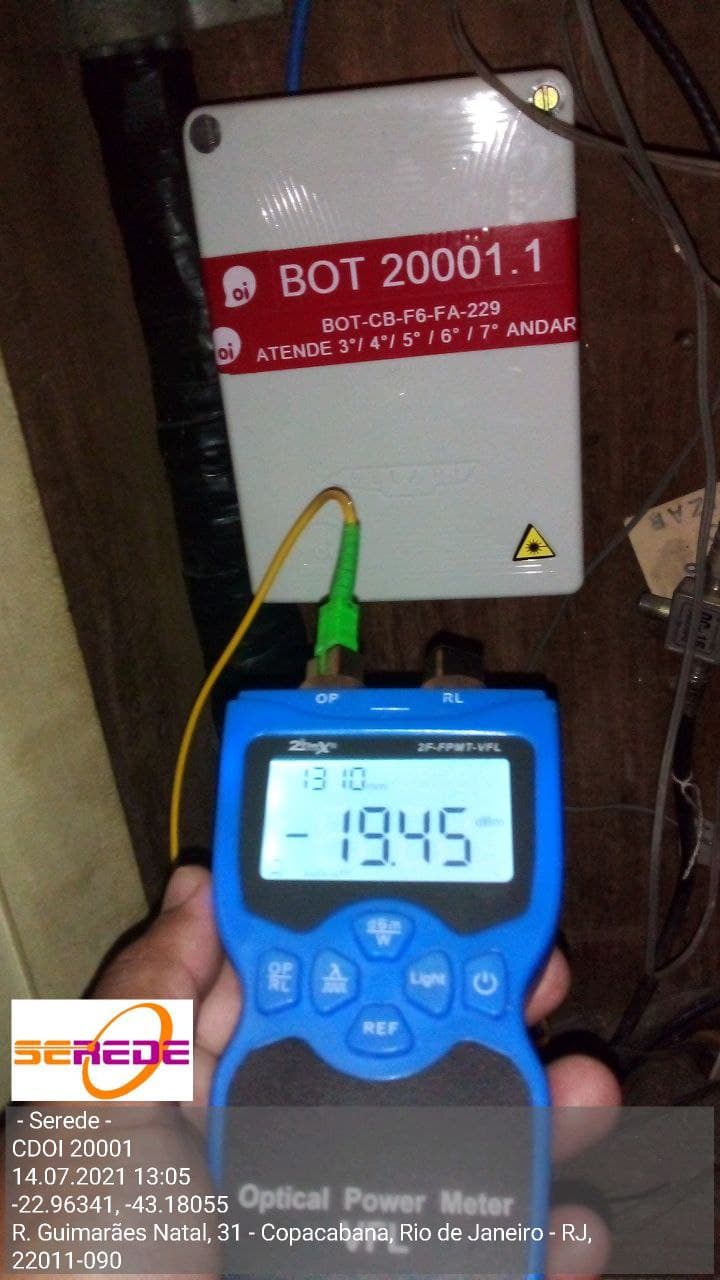 oi BOT 20001.1
BOT-CB-F6-FA-229
oi ATENDE 3°/ 4°/ 5° / 6° / 7° ANDAR
OP RL
2F-FPMT-VFL
1310
-19.45 dBm
dBm
W
OP
RL
λ
Light
REF
Optical Power Meter
VFL
SEREDE
- Serede -
CDOI 20001
14.07.2021 13:05
-22.96341, -43.18055
R. Guimarães Natal, 31 - Copacabana, Rio de Janeiro - RJ,
22011-090